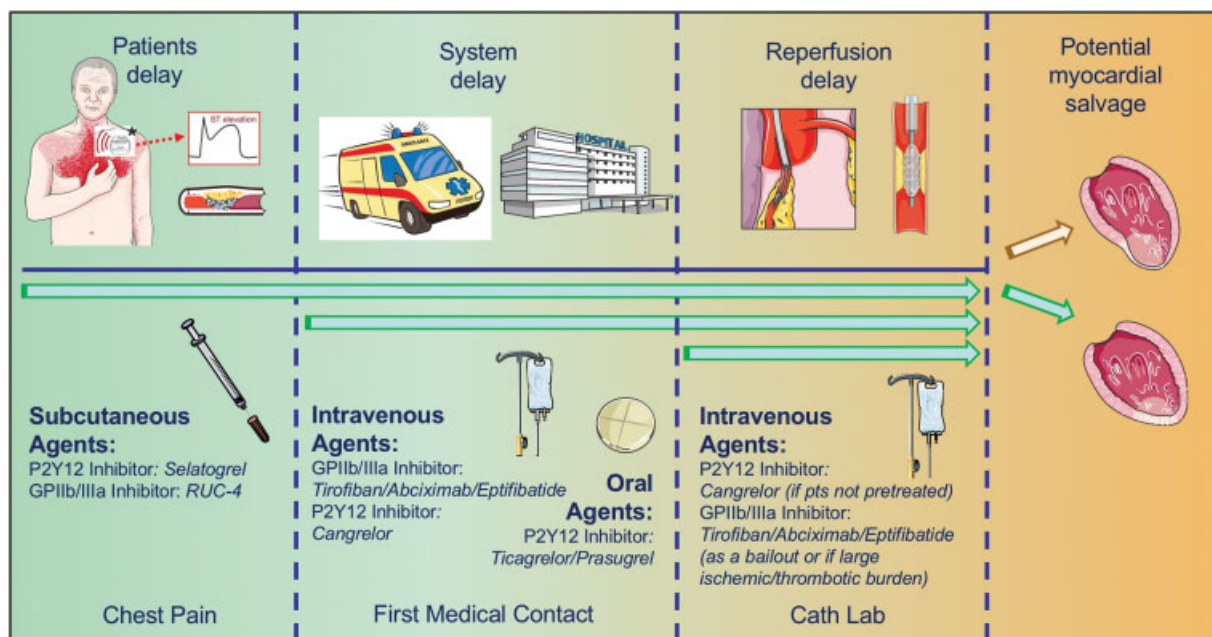 Patients
delay
ST elevation
System
delay
AMBULANCE
HOSPITAL
Reperfusion
delay
Potential
myocardial
salvage
Subcutaneous
Agents:
P2Y12 Inhibitor: Selatogrel
GPIIb/IIIa Inhibitor: RUC-4
Chest Pain
Intravenous
Agents:
GPIIb/IIIa Inhibitor:
Tirofiban/Abciximab/Eptifibatide
P2Y12 Inhibitor:
Cangrelor
Oral
Agents:
P2Y12 Inhibitor:
Ticagrelor/Prasugrel
First Medical Contact
Intravenous
Agents:
P2Y12 Inhibitor:
Cangrelor (if pts not pretreated)
GPIIb/IIIa Inhibitor:
Tirofiban/Abciximab/Eptifibatide
(as a bailout or if large
ischemic/thrombotic burden)
Cath Lab